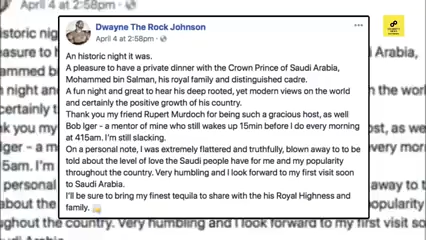 Dwayne The Rock Johnson
April 4 at 2:58pm ·
An historic night it was.
A pleasure to have a private dinner with the Crown Prince of Saudi Arabia,
Mohammed bin Salman, his royal family and distinguished cadre.
A fun night and great to hear his deep rooted, yet modern views on the world
and certainly the positive growth of his country.
Thank you my friend Rupert Murdoch for being such a gracious host, as well
Bob Iger - a mentor of mine who still wakes up 15min before I do every morning
at 415am. I'm still slacking.
On a personal note, I was extremely flattered and truthfully, blown away to to be
told about the level of love the Saudi people have for me and my popularity
throughout the country. Very humbling and I look forward to my first visit soon
to Saudi Arabia.
I'll be sure to bring my finest tequila to share with the his Royal Highness and
family.